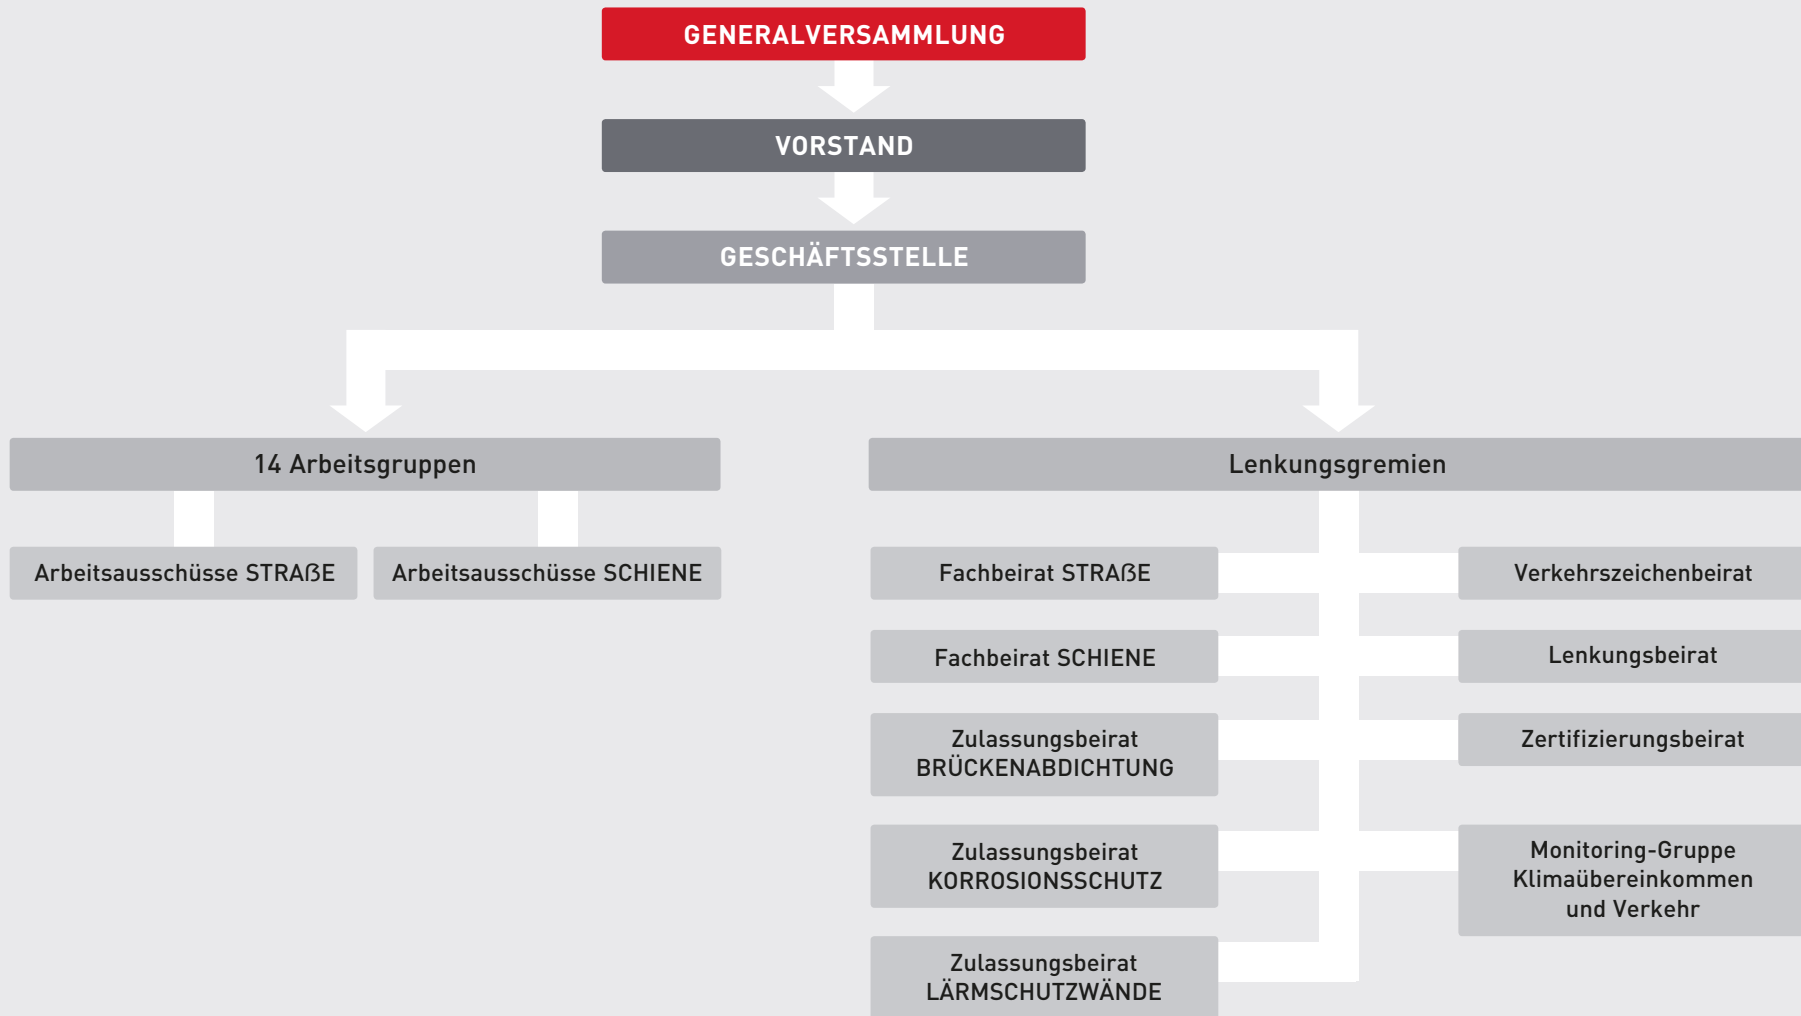 GENERALVERSAMMLUNG
VORSTAND
GESCHÄFTSSTELLE
14 Arbeitsgruppen
Arbeitsausschüsse STRAẞE
Arbeitsausschüsse SCHIENE
Lenkungsgremien
Fachbeirat STRAẞE
Fachbeirat SCHIENE
Zulassungsbeirat
BRÜCKENABDICHTUNG
Zulassungsbeirat
KORROSIONSSCHUTZ
Zulassungsbeirat
LÄRMSCHUTZWÄNDE
Verkehrszeichenbeirat
Lenkungsbeirat
Zertifizierungsbeirat
Monitoring-Gruppe
Klimaübereinkommen
und Verkehr